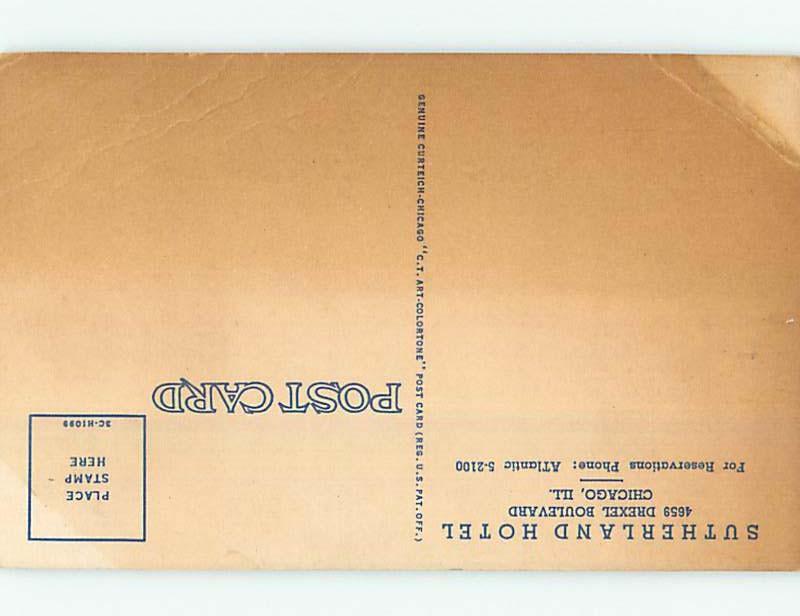 SUTHERLAND HOTEL
4659 DREXEL BOULEVARD
CHICAGO, ILL.
For Reservations Phone: ATlantic 5-2100
GENUINE CURTEICH-CHICAGO "C.T. ART-COLORTONE" POST CARD (REG. U.S. PAT. OFF.)
POST CARD
PLACE
STAMP
HERE
3C-H1099